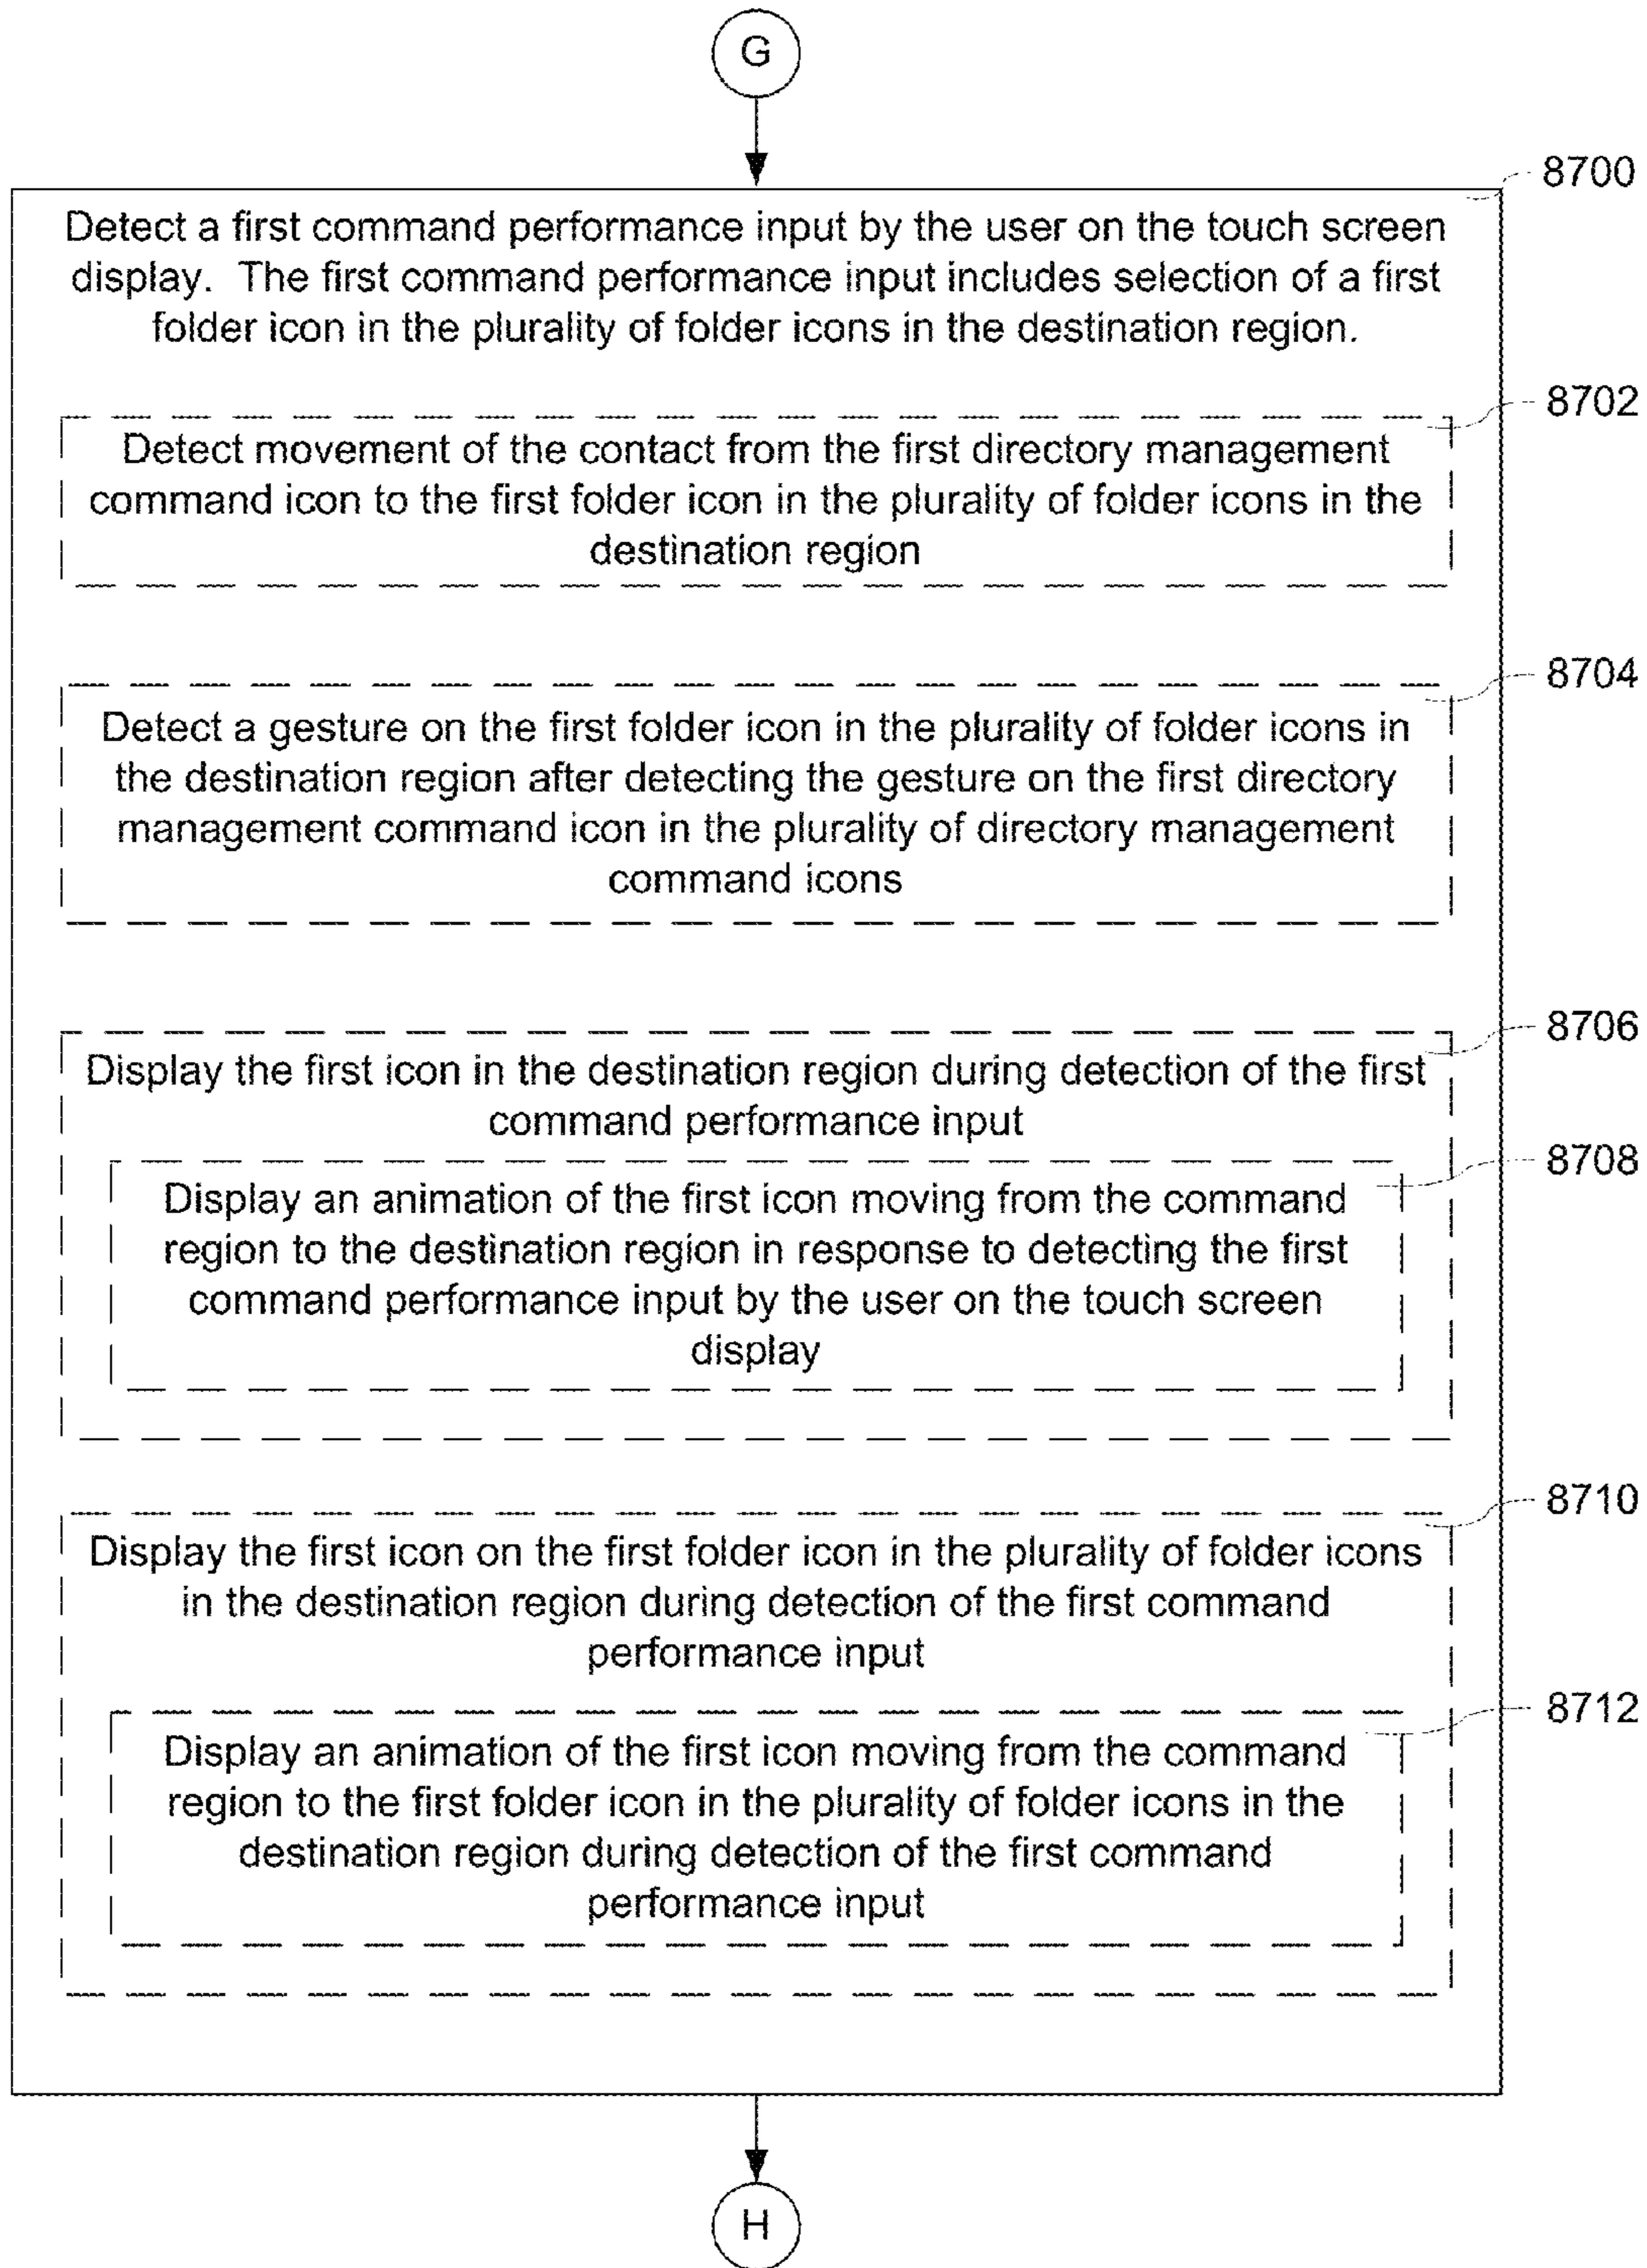 G
8700
Detect a first command performance input by the user on the touch screen
display.  The first command performance input includes selection of a first
folder icon in the plurality of folder icons in the destination region.
8702
Detect movement of the contact from the first directory management
command icon to the first folder icon in the plurality of folder icons in the
destination region
8704
Detect a gesture on the first folder icon in the plurality of folder icons in
the destination region after detecting the gesture on the first directory
management command icon in the plurality of directory management
command icons
8706
Display the first icon in the destination region during detection of the first
command performance input
8708
Display an animation of the first icon moving from the command
region to the destination region in response to detecting the first
command performance input by the user on the touch screen
display
8710
Display the first icon on the first folder icon in the plurality of folder icons
in the destination region during detection of the first command
performance input
8712
Display an animation of the first icon moving from the command
region to the first folder icon in the plurality of folder icons in the
destination region during detection of the first command
performance input
H